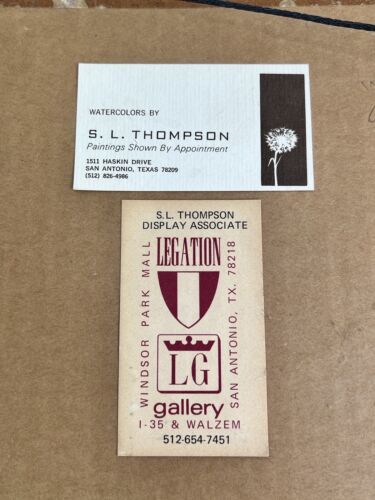 WATERCOLORS BY
S. L. THOMPSON
Paintings Shown By Appointment
1511 HASKIN DRIVE
SAN ANTONIO, TEXAS 78209
(512) 826-4986
S.L. THOMPSON
DISPLAY ASSOCIATE
LEGATION
WINDSOR PARK MALL
SAN ANTONIO, TX. 78218
LG
gallery
I-35 & WALZEM
512-654-7451